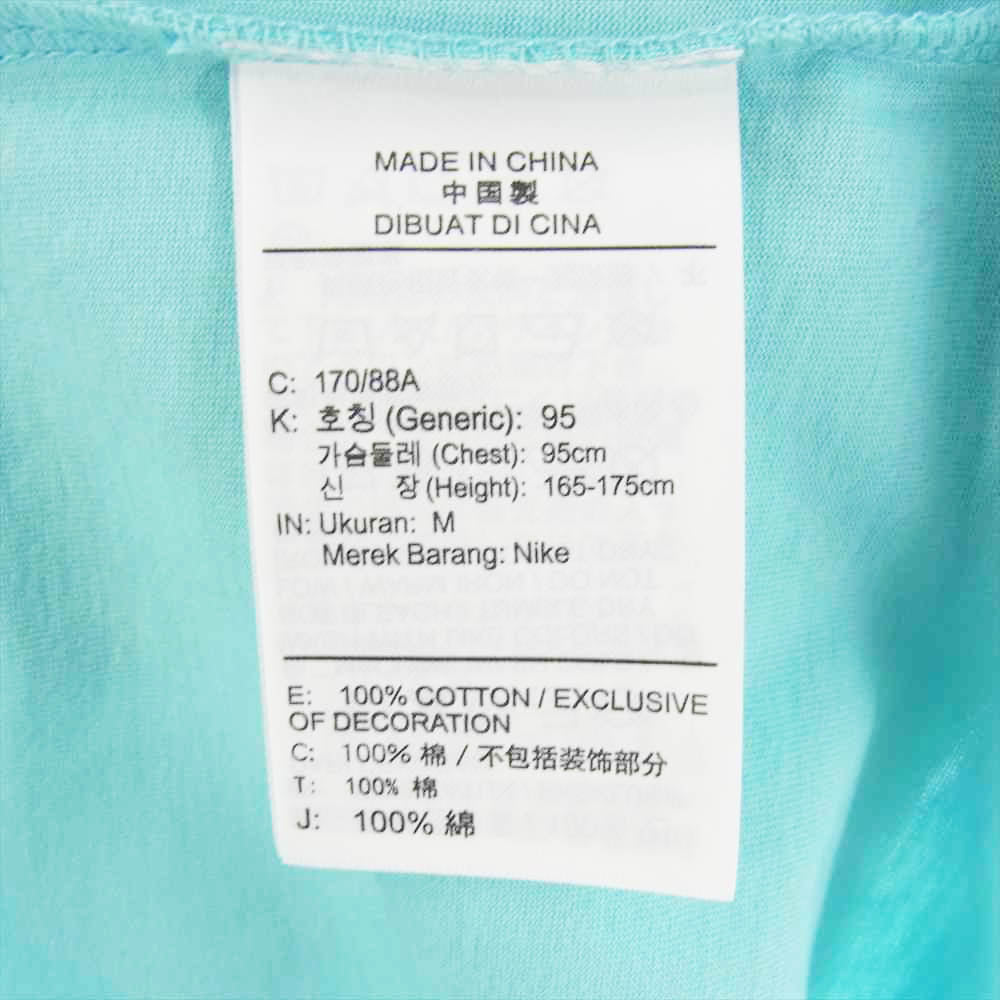 MADE IN CHINA
中国製
DIBUAT DI CINA
C: 170/88A
K: 호칭 (Generic): 95
가슴둘레 (Chest): 95cm
신 장 (Height): 165-175cm
IN: Ukuran: M
Merek Barang: Nike
E: 100% COTTON / EXCLUSIVE
OF DECORATION
C: 100% 棉 / 不包括装饰部分
T: 100% 棉
J: 100% 綿